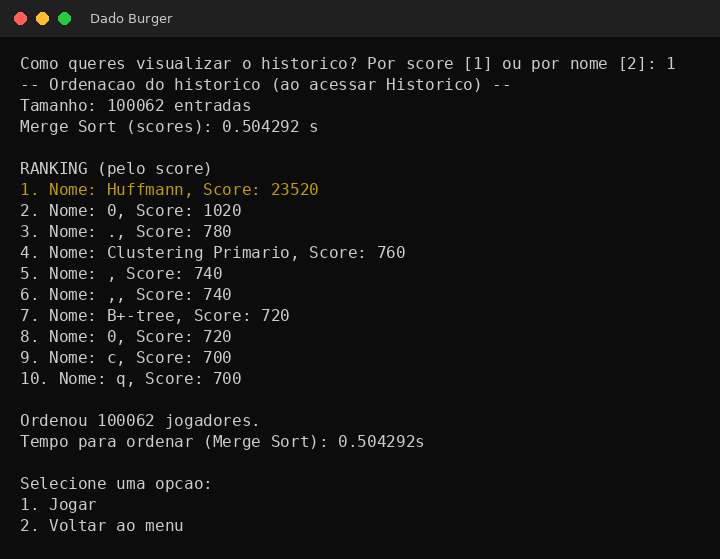 Dado Burger
Como queres visualizar o historico? Por score [1] ou por nome [2]: 1
-- Ordenacao do historico (ao acessar Historico) --
Tamanho: 100062 entradas
Merge Sort (scores): 0.504292 s
RANKING (pelo score)
1. Nome: Huffmann, Score: 23520
2. Nome: 0, Score: 1020
3. Nome: ., Score: 780
4. Nome: Clustering Primario, Score: 760
5. Nome: , Score: 740
6. Nome: ,, Score: 740
7. Nome: B+-tree, Score: 720
8. Nome: 0, Score: 720
9. Nome: c, Score: 700
10. Nome: q, Score: 700
Ordenou 100062 jogadores.
Tempo para ordenar (Merge Sort): 0.504292s
Selecione uma opcao:
1. Jogar
2. Voltar ao menu